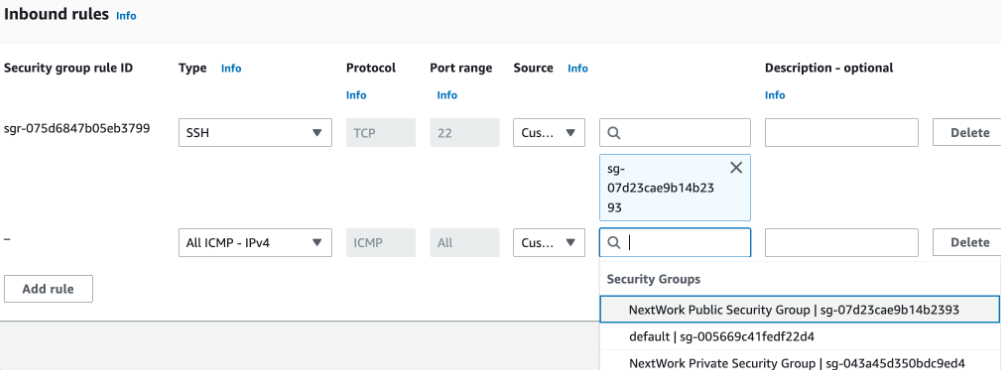 Inbound rules Info
Security group rule ID Type Info Protocol Port range Source Info Description - optional
Info Info Info
sgr-075d6847b05eb3799 SSH TCP 22 Cus... Delete
sg-
07d23cae9b14b23
93
– All ICMP - IPv4 ICMP All Cus... Delete
Add rule
Security Groups
NextWork Public Security Group | sg-07d23cae9b14b2393
default | sg-005669c41fedf22d4
NextWork Private Security Group | sg-043a45d350bdc9ed4